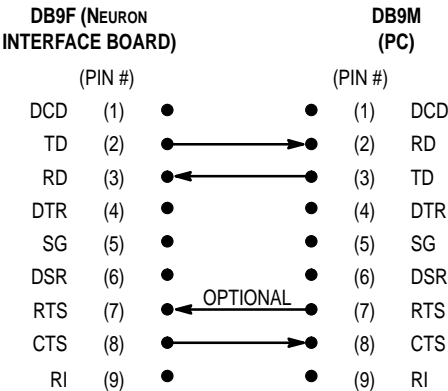 DB9F (NEURON DB9M
INTERFACE BOARD) (PC)
(PIN #) (PIN #)
DCD (1) (1) DCD
TD (2) (2) RD
RD (3) (3) TD
DTR (4) (4) DTR
SG (5) (5) SG
DSR (6) (6) DSR
RTS (7) OPTIONAL (7) RTS
CTS (8) (8) CTS
RI (9) (9) RI